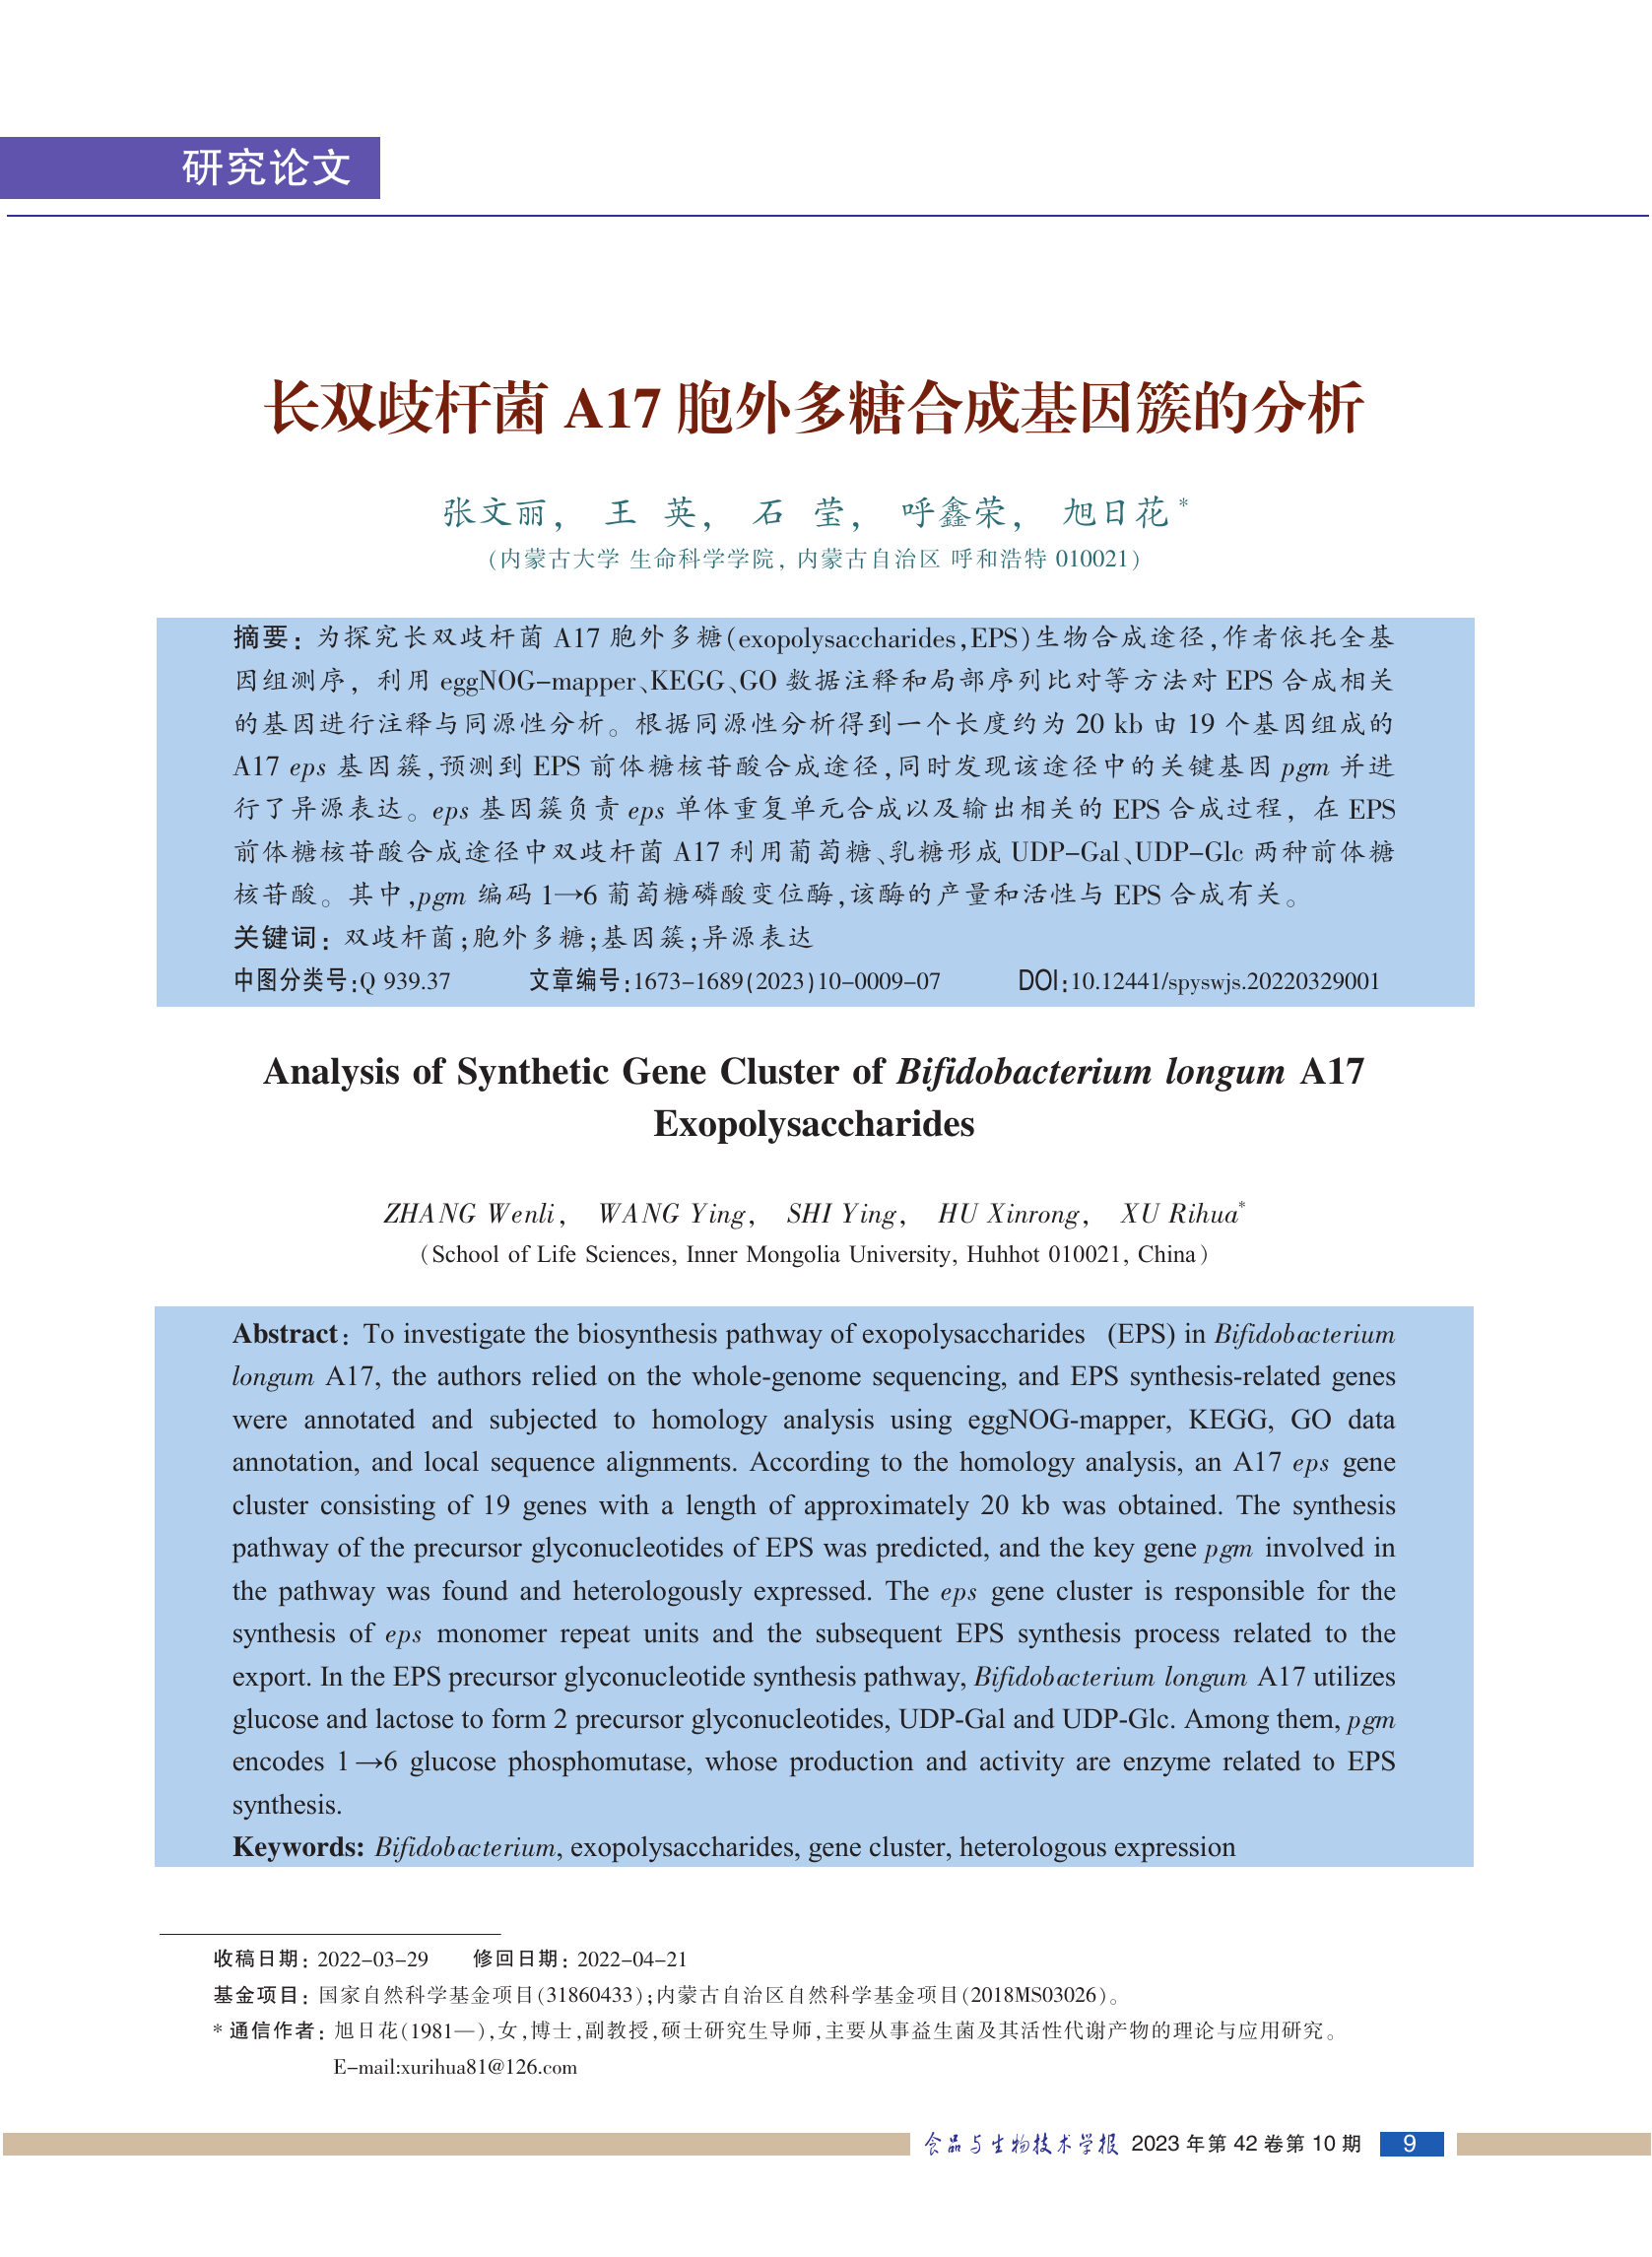 研究论文
长双歧杆菌 A17 胞外多糖合成基因簇的分析
张文丽， 王 英， 石 莹， 呼鑫荣， 旭日花*
(内蒙古大学 生命科学学院，内蒙古自治区 呼和浩特 010021)
摘要：为探究长双歧杆菌 A17 胞外多糖(exopolysaccharides,EPS)生物合成途径,作者依托全基
因组测序，利用 eggNOG-mapper、KEGG、GO 数据注释和局部序列比对等方法对 EPS 合成相关
的基因进行注释与同源性分析。根据同源性分析得到一个长度约为 20 kb 由 19 个基因组成的
A17 eps 基因簇,预测到 EPS 前体糖核苷酸合成途径,同时发现该途径中的关键基因 pgm 并进
行了异源表达。eps 基因簇负责 eps 单体重复单元合成以及输出相关的 EPS 合成过程，在 EPS
前体糖核苷酸合成途径中双歧杆菌 A17 利用葡萄糖、乳糖形成 UDP-Gal、UDP-Glc 两种前体糖
核苷酸。其中,pgm 编码 1→6 葡萄糖磷酸变位酶,该酶的产量和活性与 EPS 合成有关。
关键词：双歧杆菌;胞外多糖;基因簇;异源表达
中图分类号:Q 939.37 文章编号:1673-1689(2023)10-0009-07 DOI:10.12441/spyswjs.20220329001
Analysis of Synthetic Gene Cluster of Bifidobacterium longum A17
Exopolysaccharides
ZHANG Wenli, WANG Ying, SHI Ying, HU Xinrong, XU Rihua*
(School of Life Sciences, Inner Mongolia University, Huhhot 010021, China)
Abstract: To investigate the biosynthesis pathway of exopolysaccharides (EPS) in Bifidobacterium
longum A17, the authors relied on the whole-genome sequencing, and EPS synthesis-related genes
were annotated and subjected to homology analysis using eggNOG-mapper, KEGG, GO data
annotation, and local sequence alignments. According to the homology analysis, an A17 eps gene
cluster consisting of 19 genes with a length of approximately 20 kb was obtained. The synthesis
pathway of the precursor glyconucleotides of EPS was predicted, and the key gene pgm involved in
the pathway was found and heterologously expressed. The eps gene cluster is responsible for the
synthesis of eps monomer repeat units and the subsequent EPS synthesis process related to the
export. In the EPS precursor glyconucleotide synthesis pathway, Bifidobacterium longum A17 utilizes
glucose and lactose to form 2 precursor glyconucleotides, UDP-Gal and UDP-Glc. Among them, pgm
encodes 1→6 glucose phosphomutase, whose production and activity are enzyme related to EPS
synthesis.
Keywords: Bifidobacterium, exopolysaccharides, gene cluster, heterologous expression
收稿日期：2022-03-29 修回日期：2022-04-21
基金项目：国家自然科学基金项目(31860433);内蒙古自治区自然科学基金项目(2018MS03026)。
*通信作者：旭日花(1981—),女,博士,副教授,硕士研究生导师,主要从事益生菌及其活性代谢产物的理论与应用研究。
E-mail:xurihua81@126.com
食品与生物技术学报 2023 年第 42 卷第 10 期 9